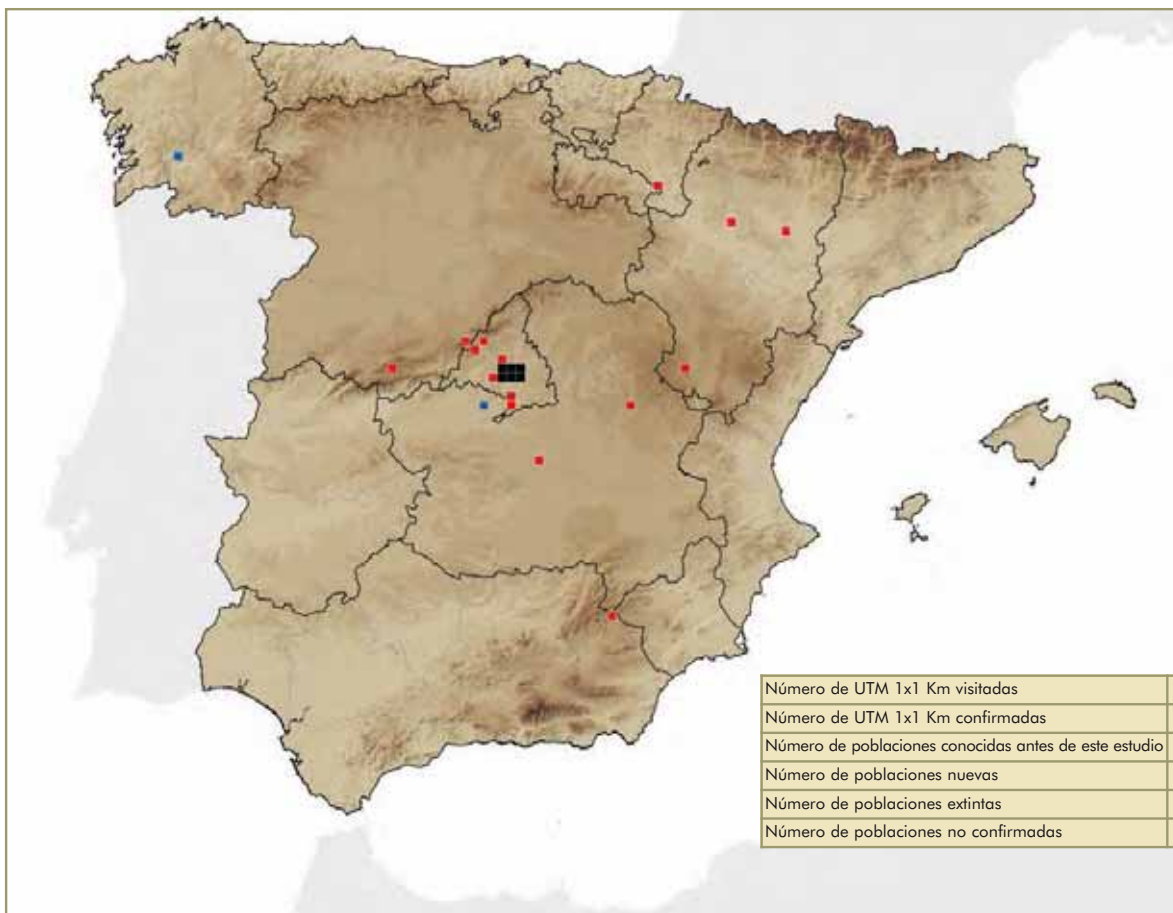 Número de UTM 1x1 Km visitadas
Número de UTM 1x1 Km confirmadas
Número de poblaciones conocidas antes de este estudio
Número de poblaciones nuevas
Número de poblaciones extintas
Número de poblaciones no confirmadas